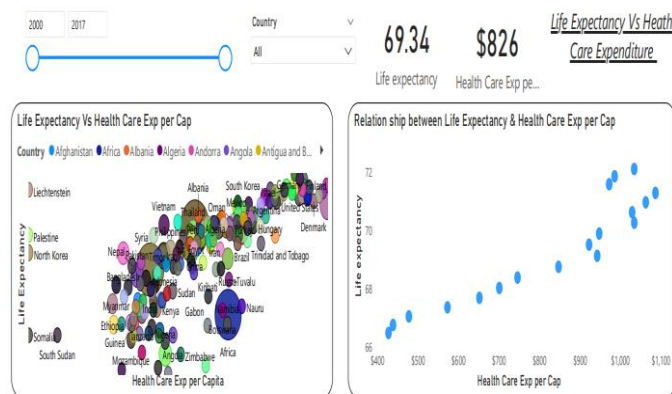 2000 2017
Country
All
69.34
Life expectancy
$826
Health Care Exp pe...
Life Expectancy Vs Heath
Care Expenditure
Life Expectancy Vs Health Care Exp per Cap
Country Afghanistan Africa Albania Algeria Andorra Angola Antigua and B...
Liechtenstein
Albania
South Korea
Vietnam
Thailand
Oman
United States
Denmark
Palestine
North Korea
Syria
Hungary
Nepal
Iran
Brazil
Trinidad and Tobago
Sudan
Kiribati
Tuvalu
Myanmar
India
Kenya
Gabon
Nauru
Ethiopia
Botswana
Somalia
South Sudan
Guinea
Africa
Mozambique
Angola
Zimbabwe
Life Expectancy
Health Care Exp per Capita
Relation ship between Life Expectancy & Health Care Exp per Cap
72
70
68
66
Life expectancy
$400 $500 $600 $700 $800 $900 $1,000 $1,100
Health Care Exp per Cap